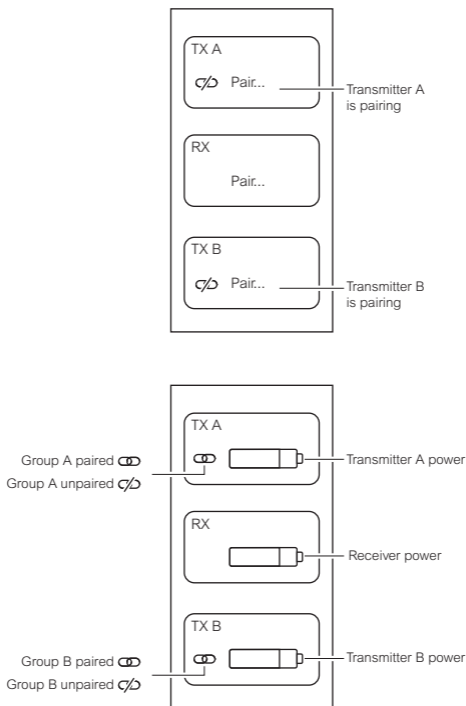 TX A
Pair...
Transmitter A
is pairing
RX
Pair...
TX B
Pair...
Transmitter B
is pairing
TX A
Group A paired
Group A unpaired
Transmitter A power
RX
Receiver power
TX B
Group B paired
Group B unpaired
Transmitter B power